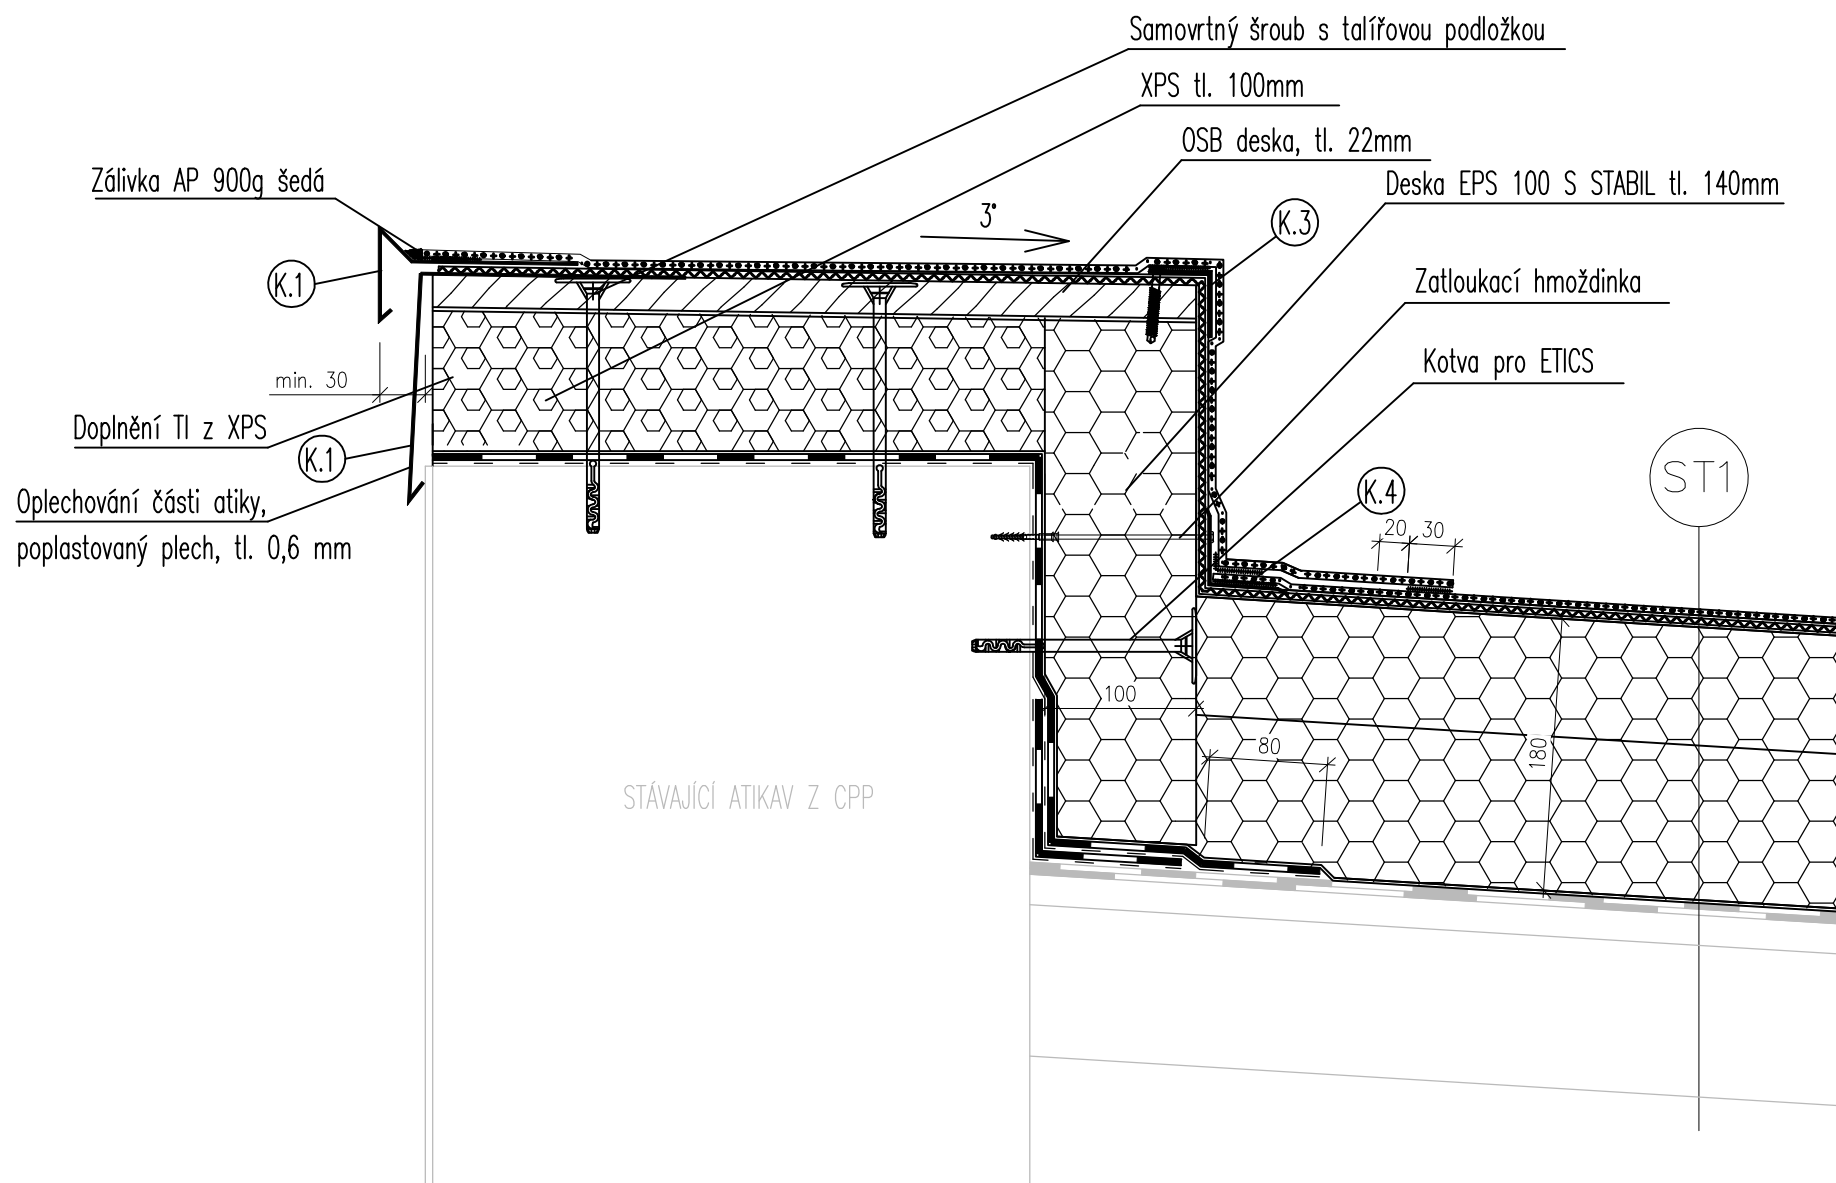 Samovrtný šroub s talířovou podložkou
XPS tl. 100mm
OSB deska, tl. 22mm
Zálivka AP 900g šedá
Deska EPS 100 S STABIL tl. 140mm
3°
K.3
K.1
Zatloukací hmoždinka
Kotva pro ETICS
min. 30
Doplnění TI z XPS
K.1
ST1
K.4
Oplechování části atiky,
poplastovaný plech, tl. 0,6 mm
20
30
100
80
180
STÁVAJÍCÍ ATIKAV Z CPP